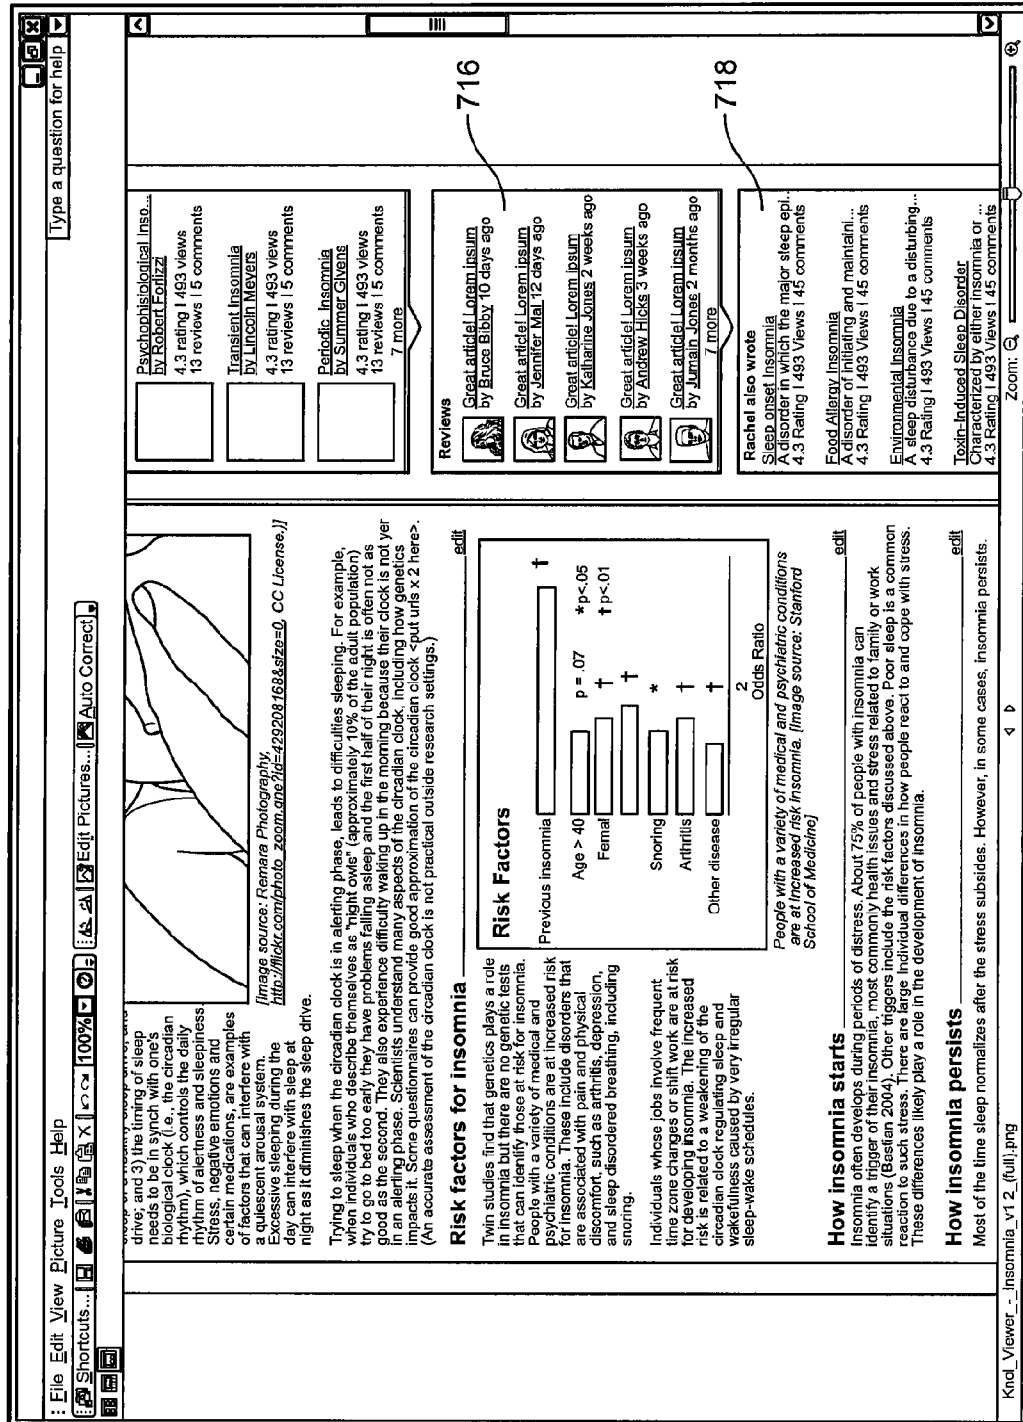 File Edit View Picture Tools Help
Type a question for help
Shortcuts... 100% Edit Pictures... Auto Correct
drive; and 3) the timing of sleep
needs to be in synch with one's
biological clock (i.e., the circadian
rhythm), which controls the daily
rhythm of alertness and sleepiness
Stress, negative emotions and
certain medications, are examples
of factors that can interfere with
a quiescent arousal system.
Excessive sleeping during the
day can interfere with sleep at
night as it diminishes the sleep drive.
[Image source: Remara Photography,
http://flickr.com/photo_zoom.gne?id=429208168&size=0, CC License.)]
Trying to sleep when the circadian clock is in alerting phase, leads to difficulties sleeping. For example,
when individuals who describe themselves as "night owls" (approximately 10% of the adult population)
try to go to bed too early they have problems falling asleep and the first half of their night is often not as
good as the second. They also experience difficulty waking up in the morning because their clock is not yet
in an alerting phase. Scientists understand many aspects of the circadian clock, including how genetics
impacts it. Some questionnaires can provide good approximation of the circadian clock <put urls x 2 here>.
(An accurate assessment of the circadian clock is not practical outside research settings.)
Risk factors for insomnia
edit
Twin studies find that genetics plays a role
in insomnia but there are no genetic tests
that can identify those at risk for insomnia.
People with a variety of medical and
psychiatric conditions are at increased risk
for insomnia. These include disorders that
are associated with pain and physical
discomfort, such as arthritis, depression,
and sleep disordered breathing, including
snoring.
Individuals whose jobs involve frequent
time zone changes or shift work are at risk
for developing insomnia. The increased
risk is related to a weakening of the
circadian clock regulating sleep and
wakefulness caused by very irregular
sleep-wake schedules.
Risk Factors
Previous insomnia †
Age > 40 p = .07 *p<.05
Femal † †p<.01
†
Snoring *
Arthritis †
Other disease †
2
Odds Ratio
People with a variety of medical and psychiatric conditions
are at increased risk insomnia. [Image source: Stanford
School of Medicine]
How insomnia starts
edit
Insomnia often develops during periods of distress. About 75% of people with insomnia can
identify a trigger of their insomnia, most commonly health issues and stress related to family or work
situations (Bastian 2004). Other triggers include the risk factors discussed above. Poor sleep is a common
reaction to such stress. There are large Individual differences in how people react to and cope with stress.
These differences likely play a role in the development of insomnia.
How insomnia persists
edit
Most of the time sleep normalizes after the stress subsides. However, in some cases, insomnia persists.
Psychophisiological Inso...
by Robert Forlizzi
4.3 rating | 493 views
13 reviews | 5 comments
Transient Insomnia
by Lincoln Meyers
4.3 rating | 493 views
13 reviews | 5 comments
Periodic Insomnia
by Summer Givens
4.3 rating | 493 views
13 reviews | 5 comments
7 more
Reviews
Great article! Lorem ipsum
by Bruce Bibby 10 days ago
Great article! Lorem ipsum
by Jennifer Mal 12 days ago
Great article! Lorem ipsum
by Katharine Jones 2 weeks ago
Great article! Lorem ipsum
by Andrew Hicks 3 weeks ago
Great article! Lorem ipsum
by Jumain Jones 2 months ago
7 more
716
Rachel also wrote
Sleep onset Insomnia
A disorder in which the major sleep epi..
4.3 Rating | 493 Views | 45 comments
Food Allergy Insomnia
A disorder of initiating and maintaini...
4.3 Rating | 493 Views | 45 comments
Environmental Insomnia
A sleep disturbance due to a disturbing...
4.3 Rating | 493 Views | 45 comments
Toxin-Induced Sleep Disorder
Characterized by either insomnia or ...
4.3 Rating | 493 Views | 45 comments
718
Knol_Viewer_-_Insomnia_v1 2_(full).png
Zoom: